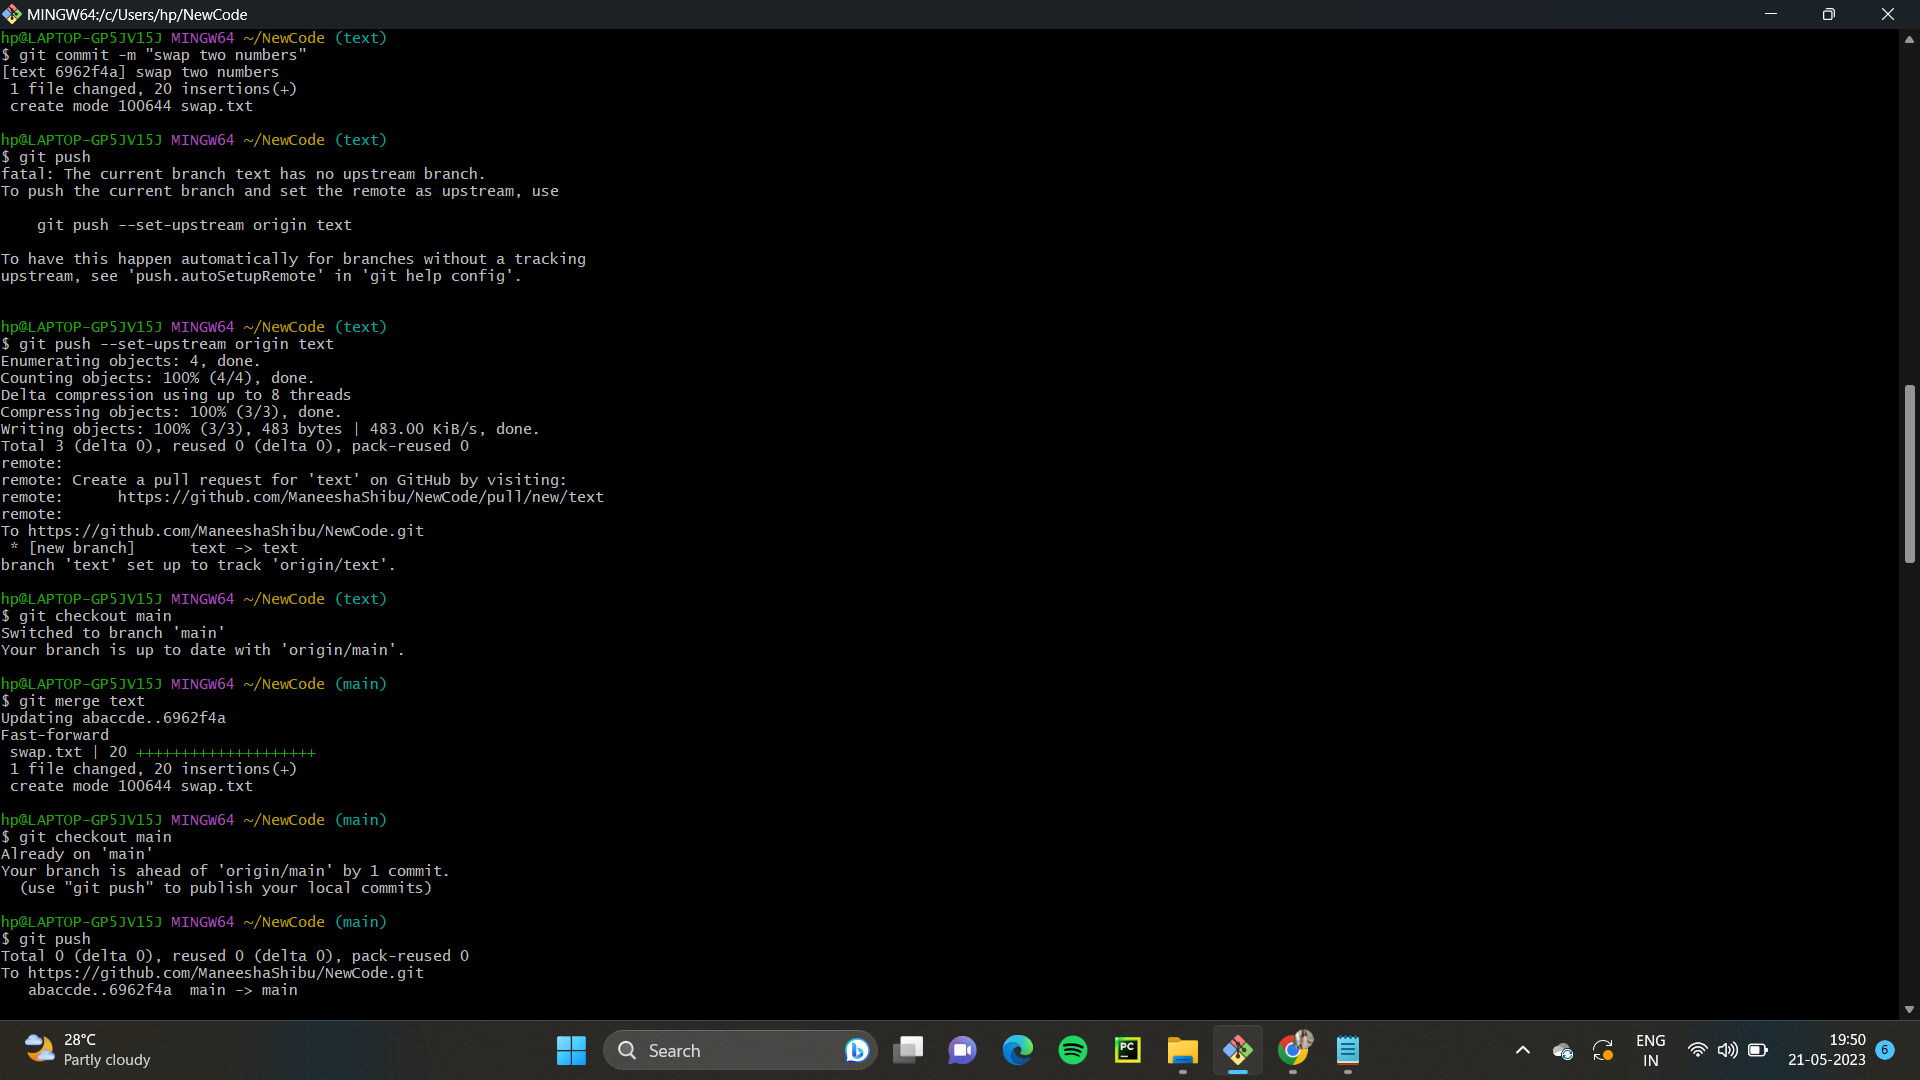 MINGW64:/c/Users/hp/NewCode
hp@LAPTOP-GP5JV15J MINGW64 ~/NewCode (text)
$ git commit -m "swap two numbers"
[text 6962f4a] swap two numbers
 1 file changed, 20 insertions(+)
 create mode 100644 swap.txt

hp@LAPTOP-GP5JV15J MINGW64 ~/NewCode (text)
$ git push
fatal: The current branch text has no upstream branch.
To push the current branch and set the remote as upstream, use

    git push --set-upstream origin text

To have this happen automatically for branches without a tracking
upstream, see 'push.autoSetupRemote' in 'git help config'.

hp@LAPTOP-GP5JV15J MINGW64 ~/NewCode (text)
$ git push --set-upstream origin text
Enumerating objects: 4, done.
Counting objects: 100% (4/4), done.
Delta compression using up to 8 threads
Compressing objects: 100% (3/3), done.
Writing objects: 100% (3/3), 483 bytes | 483.00 KiB/s, done.
Total 3 (delta 0), reused 0 (delta 0), pack-reused 0
remote:
remote: Create a pull request for 'text' on GitHub by visiting:
remote:      https://github.com/ManeeshaShibu/NewCode/pull/new/text
remote:
To https://github.com/ManeeshaShibu/NewCode.git
 * [new branch]      text -> text
branch 'text' set up to track 'origin/text'.

hp@LAPTOP-GP5JV15J MINGW64 ~/NewCode (text)
$ git checkout main
Switched to branch 'main'
Your branch is up to date with 'origin/main'.

hp@LAPTOP-GP5JV15J MINGW64 ~/NewCode (main)
$ git merge text
Updating abaccde..6962f4a
Fast-forward
 swap.txt | 20 ++++++++++++++++++++
 1 file changed, 20 insertions(+)
 create mode 100644 swap.txt

hp@LAPTOP-GP5JV15J MINGW64 ~/NewCode (main)
$ git checkout main
Already on 'main'
Your branch is ahead of 'origin/main' by 1 commit.
  (use "git push" to publish your local commits)

hp@LAPTOP-GP5JV15J MINGW64 ~/NewCode (main)
$ git push
Total 0 (delta 0), reused 0 (delta 0), pack-reused 0
To https://github.com/ManeeshaShibu/NewCode.git
   abaccde..6962f4a  main -> main
28°C
Partly cloudy
Search
PC
ENG
IN
19:50
21-05-2023
6